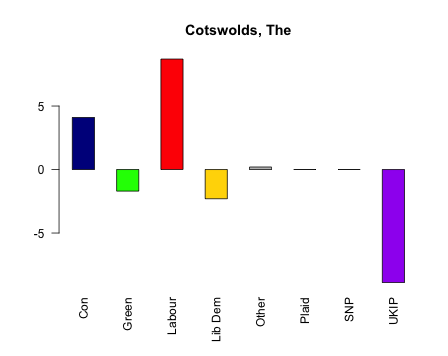 Cotswolds, The
5
0
-5
Con
Green
Labour
Lib Dem
Other
Plaid
SNP
UKIP